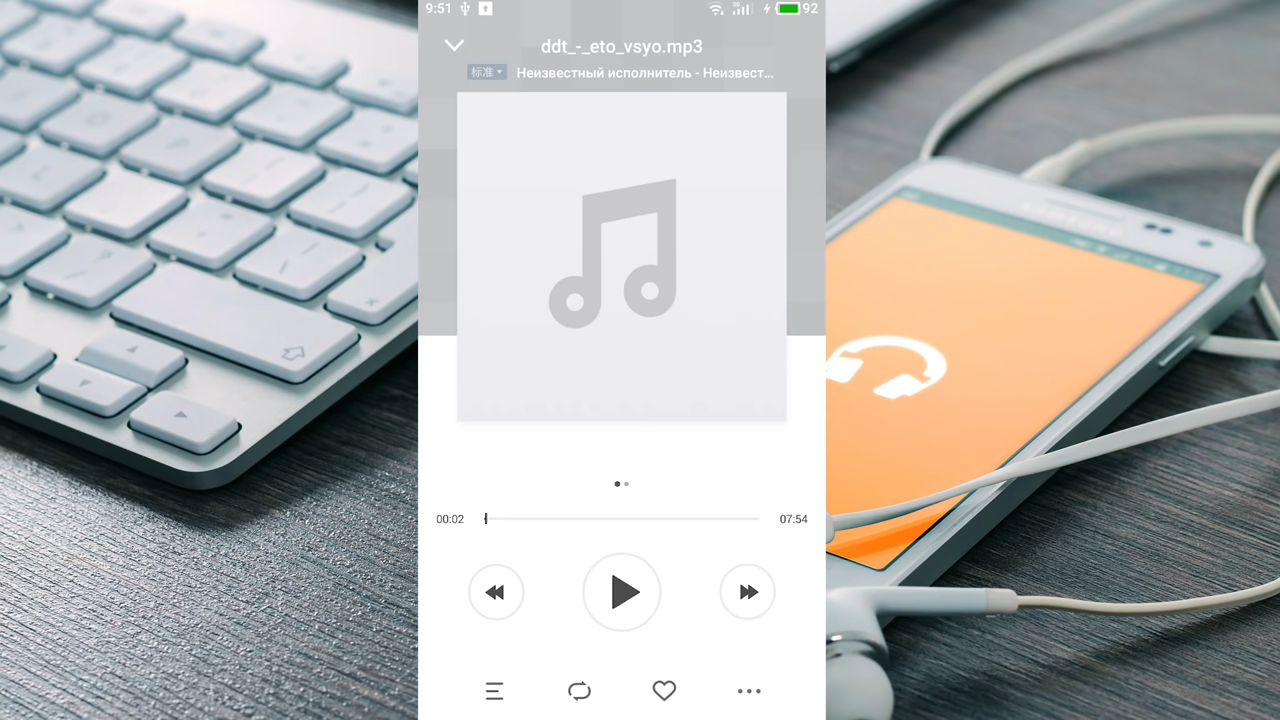 9:51 92
ddt_-_eto_vsyo.mp3
标准 Неизвестный исполнитель - Неизвест...
00:02 07:54